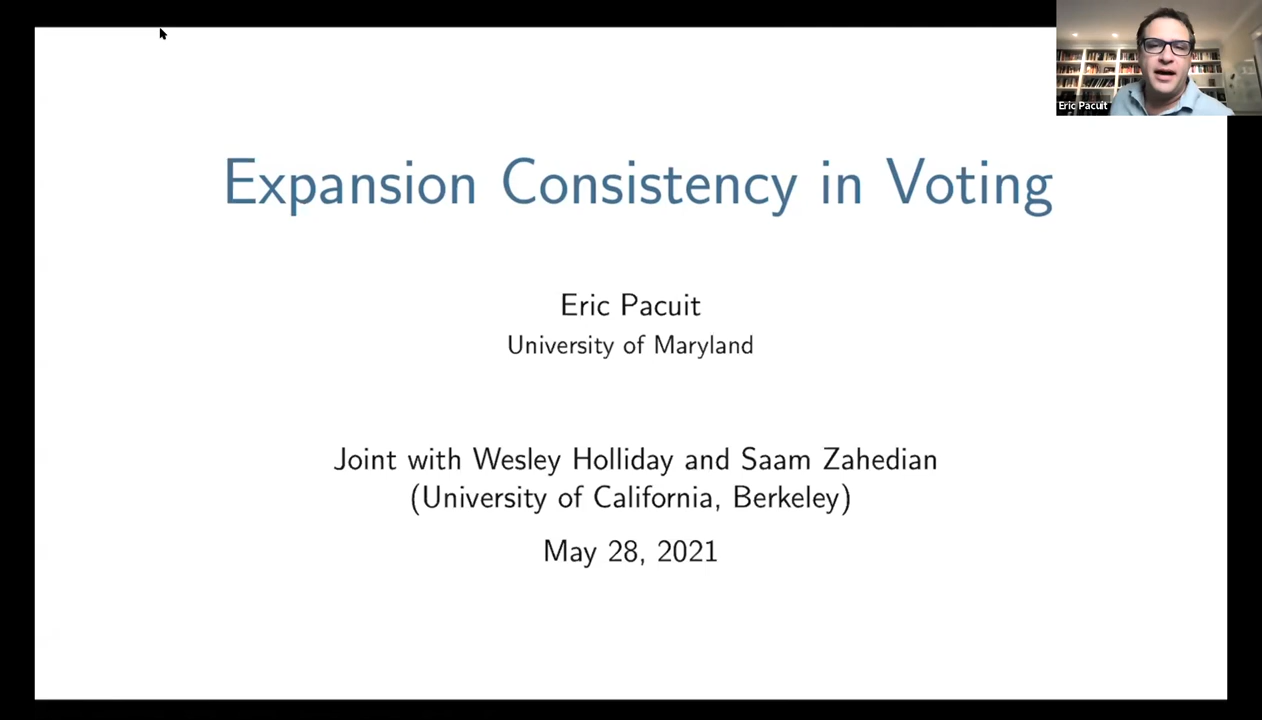 Expansion Consistency in Voting
Eric Pacuit
University of Maryland
Joint with Wesley Holliday and Saam Zahedian
(University of California, Berkeley)
May 28, 2021
Eric Pacuit